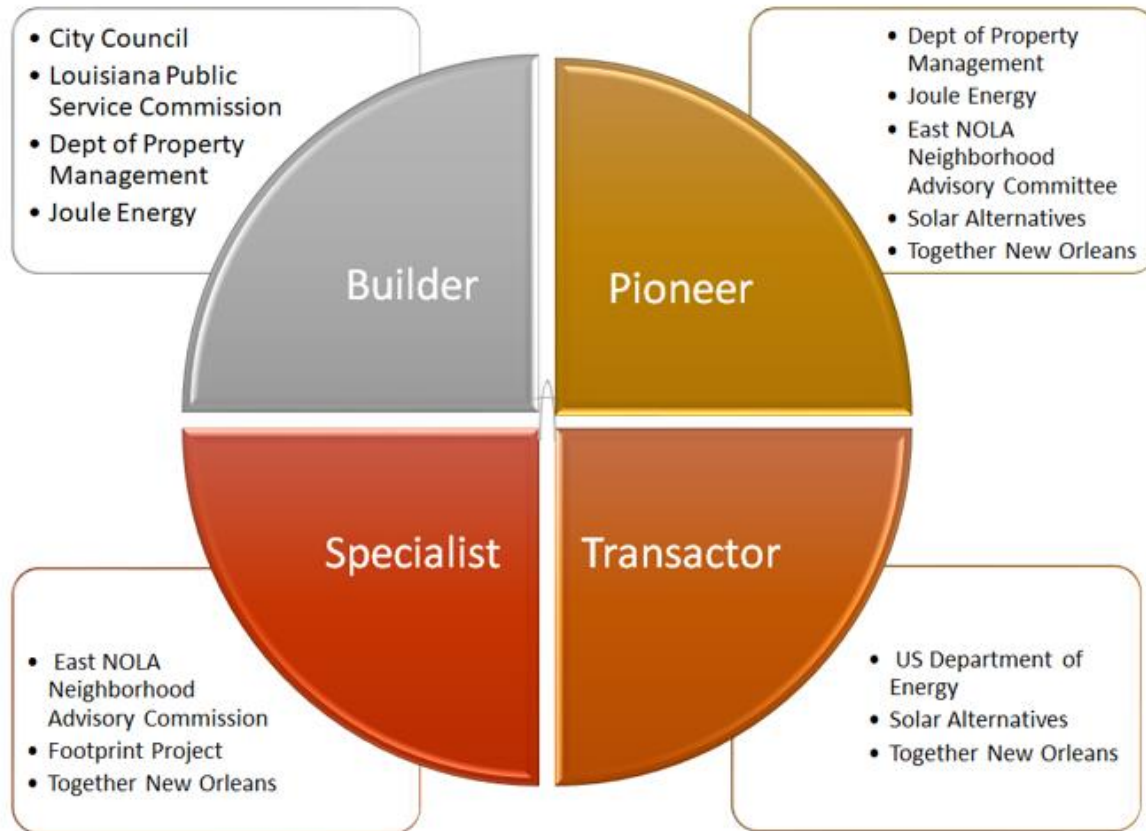 • City Council
• Louisiana Public
Service Commission
• Dept of Property
Management
• Joule Energy
Builder
• Dept of Property
Management
• Joule Energy
• East NOLA
Neighborhood
Advisory Committee
• Solar Alternatives
• Together New Orleans
Pioneer
Specialist
• East NOLA
Neighborhood
Advisory Commission
• Footprint Project
• Together New Orleans
Transactor
• US Department of
Energy
• Solar Alternatives
• Together New Orleans